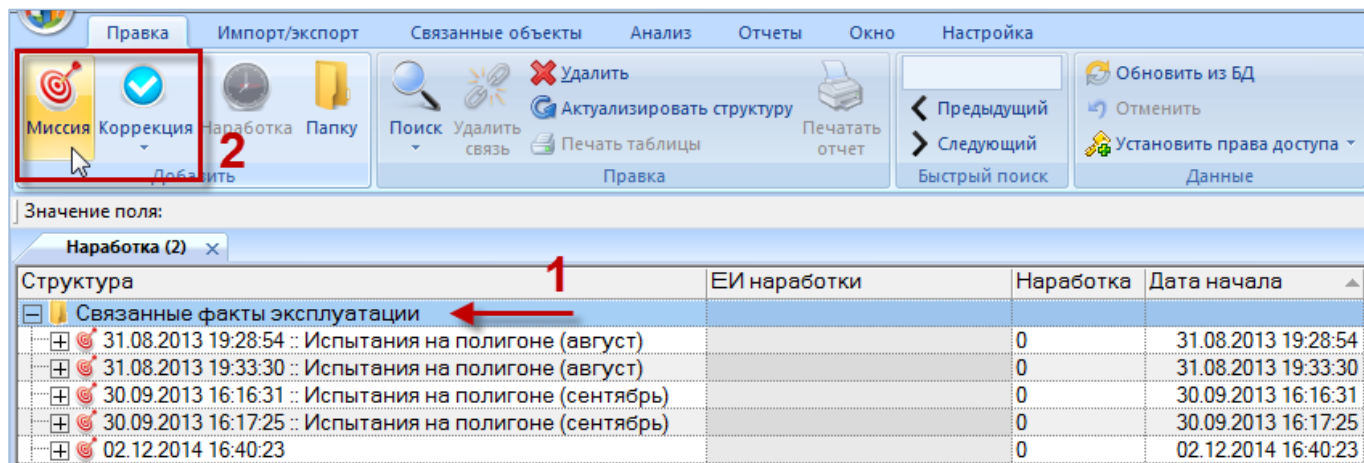 Правка Импорт/экспорт Связанные объекты Анализ Отчеты Окно Настройка
Миссия Коррекция Наработка Папку
Добавить
2
Поиск Удалить связь
Удалить
Актуализировать структуру
Печать таблицы
Печатать отчет
Правка
Предыдущий
Следующий
Быстрый поиск
Обновить из БД
Отменить
Установить права доступа
Данные
Значение поля:
Наработка (2)
1
Структура ЕИ наработки Наработка Дата начала
Связанные факты эксплуатации
31.08.2013 19:28:54 :: Испытания на полигоне (август) 0 31.08.2013 19:28:54
31.08.2013 19:33:30 :: Испытания на полигоне (август) 0 31.08.2013 19:33:30
30.09.2013 16:16:31 :: Испытания на полигоне (сентябрь) 0 30.09.2013 16:16:31
30.09.2013 16:17:25 :: Испытания на полигоне (сентябрь) 0 30.09.2013 16:17:25
02.12.2014 16:40:23 0 02.12.2014 16:40:23